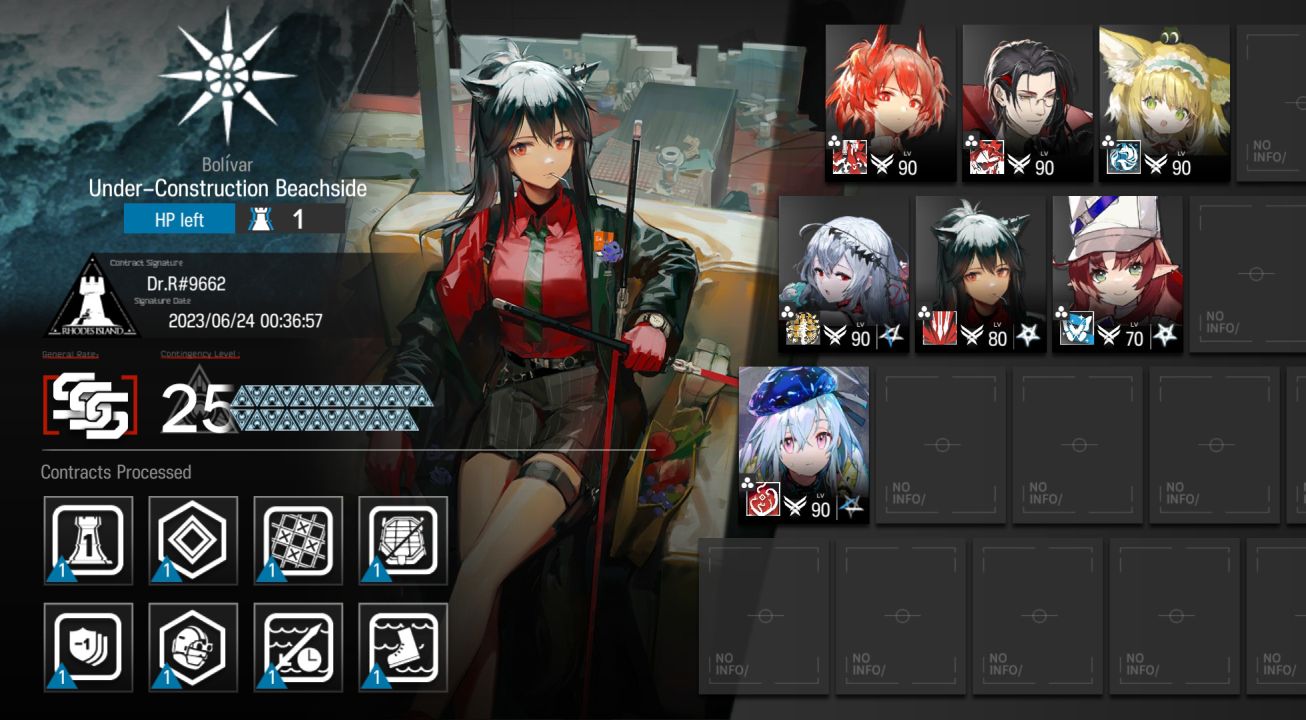 Bolívar
Under-Construction Beachside
HP left 1
Contract Signature
Dr.R#9662
Signature Date
2023/06/24 00:36:57
RHODES ISLAND
General Rate:
Contingency Level:
25
Contracts Processed
1
1
1
1
1
-1
1
1
1
1
LV
90
LV
90
LV
90
NO
INFO/
LV
90
LV
80
LV
70
NO
INFO/
LV
90
NO
INFO/
NO
INFO/
NO
INFO/
NO
INFO/
NO
INFO/
NO
INFO/
NO
INFO/
NO
INFO/